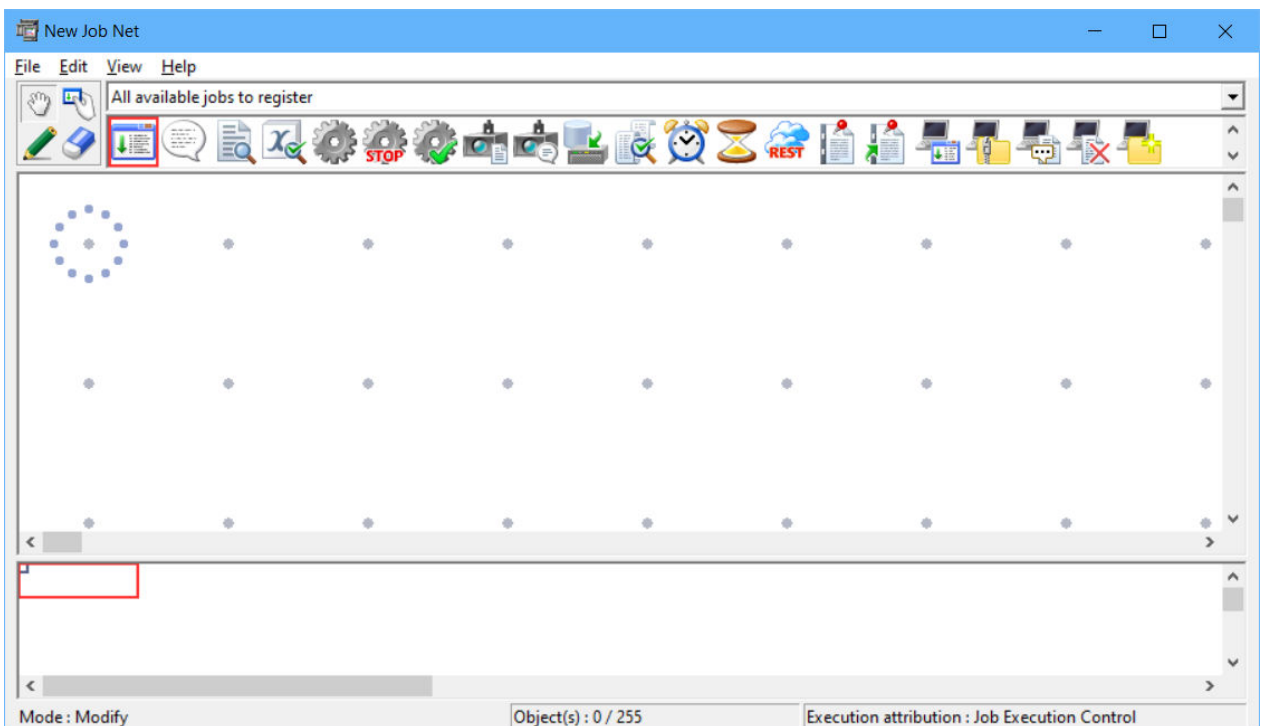 New Job Net
File Edit View Help
All available jobs to register
STOP
REST
Mode : Modify
Object(s) : 0 / 255
Execution attribution : Job Execution Control